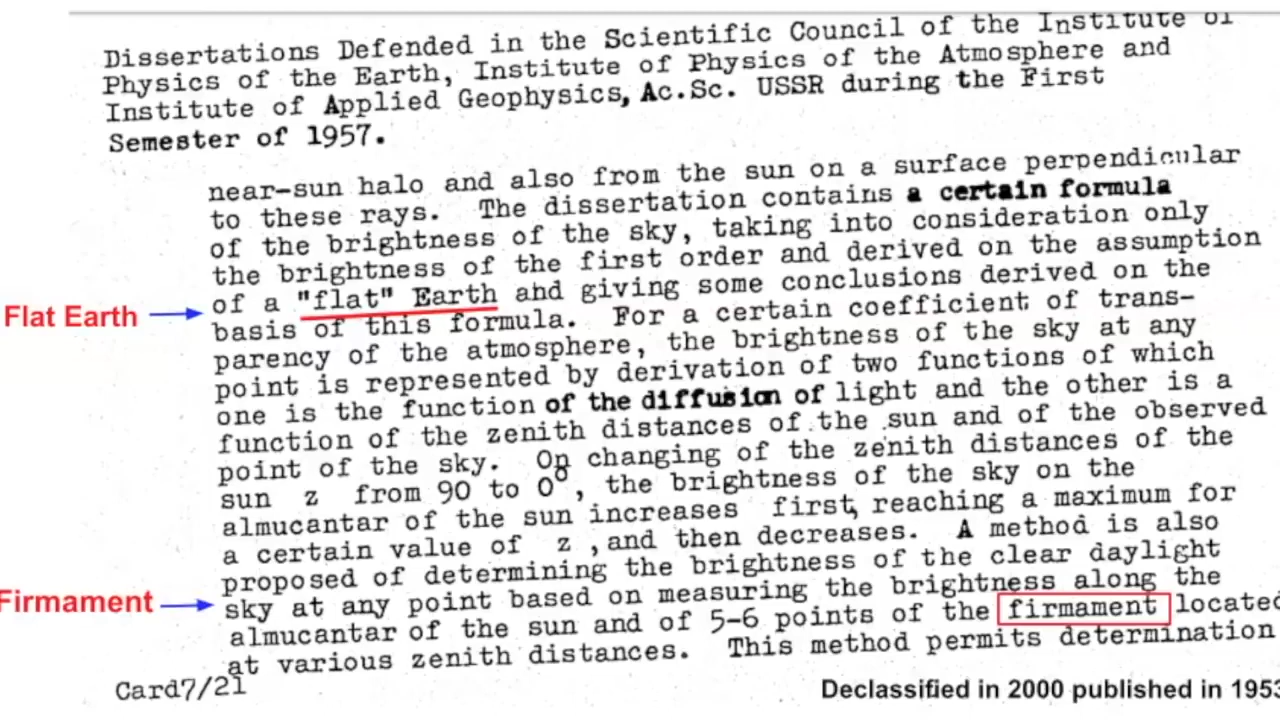 Dissertations Defended in the Scientific Council of the Institute of
Physics of the Earth, Institute of Physics of the Atmosphere and
Institute of Applied Geophysics, Ac.Sc. USSR during the First
Semester of 1957.
near-sun halo and also from the sun on a surface perpendicular
to these rays. The dissertation contains a certain formula
of the brightness of the sky, taking into consideration only
the brightness of the first order and derived on the assumption
Flat Earth
of a "flat" Earth and giving some conclusions derived on the
basis of this formula. For a certain coefficient of trans-
parency of the atmosphere, the brightness of the sky at any
point is represented by derivation of two functions of which
one is the function of the diffusion of light and the other is a
function of the zenith distances of the sun and of the observed
point of the sky. On changing of the zenith distances of the
sun z from 90 to 0°, the brightness of the sky on the
almucantar of the sun increases first, reaching a maximum for
a certain value of z , and then decreases. A method is also
proposed of determining the brightness of the clear daylight
Firmament
sky at any point based on measuring the brightness along the
almucantar of the sun and of 5-6 points of the firmament located
at various zenith distances. This method permits determination
Card7/21
Declassified in 2000 published in 1953